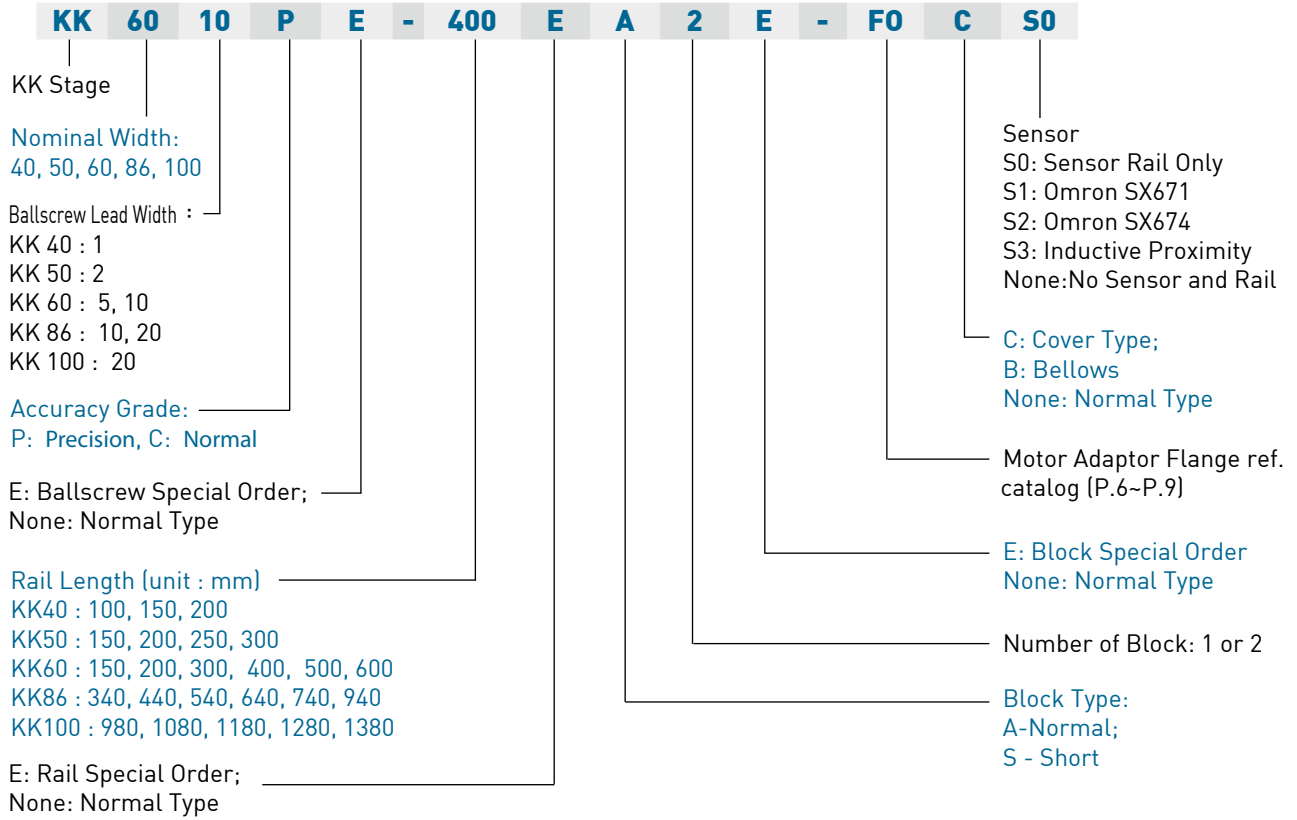 KK 60 10 P E - 400 E A 2 E - F0 C S0
KK Stage
Nominal Width:
40, 50, 60, 86, 100
Ballscrew Lead Width :
KK 40 : 1
KK 50 : 2
KK 60 : 5, 10
KK 86 : 10, 20
KK 100 : 20
Accuracy Grade:
P: Precision, C: Normal
E: Ballscrew Special Order;
None: Normal Type
Rail Length (unit : mm)
KK40 : 100, 150, 200
KK50 : 150, 200, 250, 300
KK60 : 150, 200, 300, 400, 500, 600
KK86 : 340, 440, 540, 640, 740, 940
KK100 : 980, 1080, 1180, 1280, 1380
E: Rail Special Order;
None: Normal Type
Sensor
S0: Sensor Rail Only
S1: Omron SX671
S2: Omron SX674
S3: Inductive Proximity
None:No Sensor and Rail
C: Cover Type;
B: Bellows
None: Normal Type
Motor Adaptor Flange ref.
catalog (P.6~P.9)
E: Block Special Order
None: Normal Type
Number of Block: 1 or 2
Block Type:
A-Normal;
S - Short